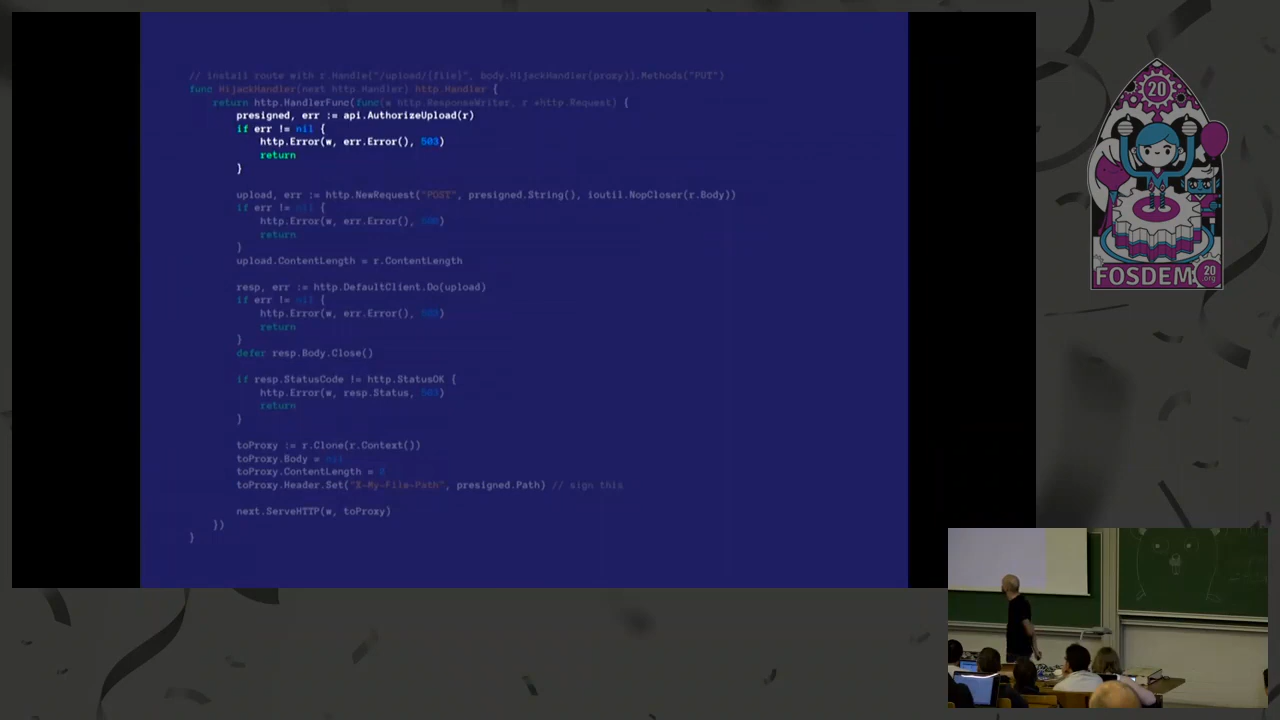 // install route with r.Handle("/upload/{file}", body.HijackHandler(proxy)).Methods("PUT")
func HijackHandler(next http.Handler) http.Handler {
return http.HandlerFunc(func(w http.ResponseWriter, r *http.Request) {
presigned, err := api.AuthorizeUpload(r)
if err != nil {
http.Error(w, err.Error(), 503)
return
}
upload, err := http.NewRequest("POST", presigned.String(), ioutil.NopCloser(r.Body))
if err != nil {
http.Error(w, err.Error(), 500)
return
}
upload.ContentLength = r.ContentLength
resp, err := http.DefaultClient.Do(upload)
if err != nil {
http.Error(w, err.Error(), 503)
return
}
defer resp.Body.Close()
if resp.StatusCode != http.StatusOK {
http.Error(w, resp.Status, 503)
return
}
toProxy := r.Clone(r.Context())
toProxy.Body = nil
toProxy.ContentLength =
toProxy.Header.Set("X-My-File-Path", presigned.Path) // sign this
next.ServeHTTP(w, toProxy)
})
}
20
FOSDEM 20
.org